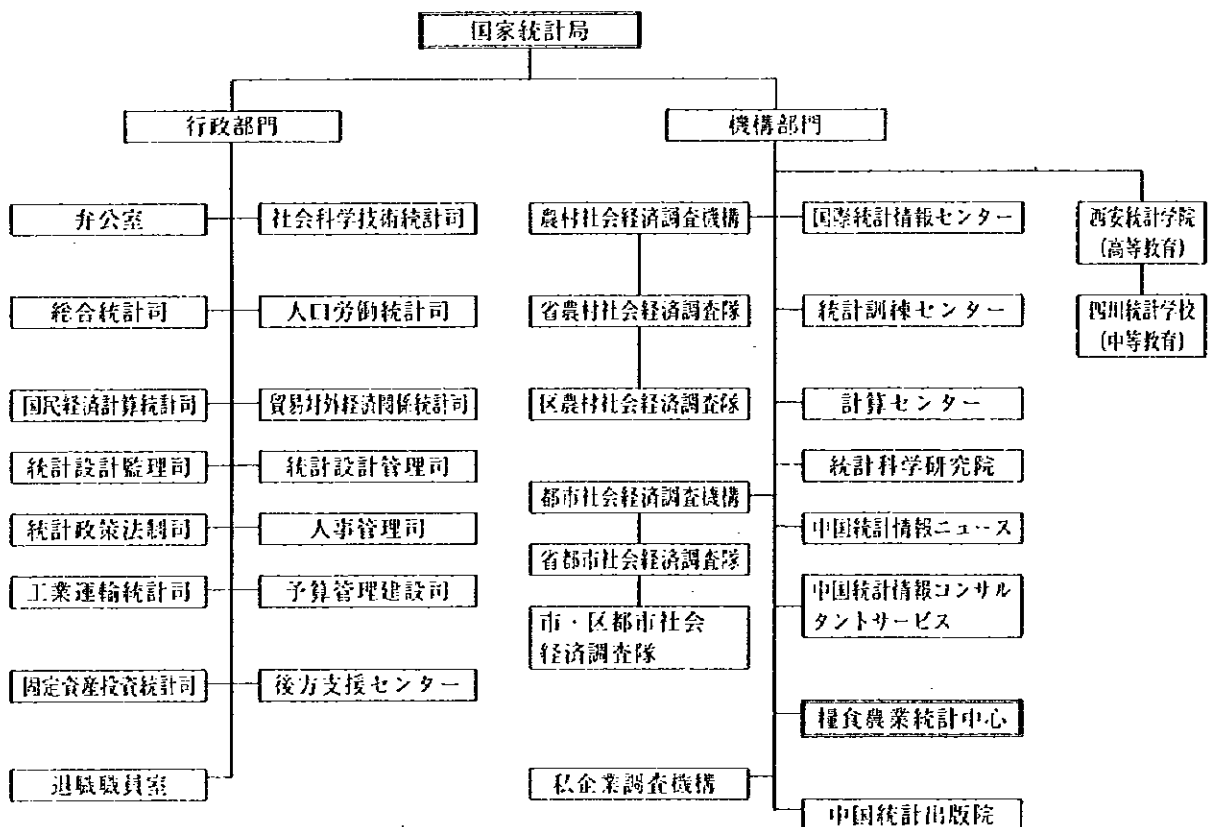 国家統計局
行政部門
機構部門
弁公室
社会科学技術統計司
総合統計司
人口労働統計司
国民経済計算統計司
貿易対外経済関係統計司
統計設計監理司
統計設計管理司
統計政策法制司
人事管理司
工業運輸統計司
予算管理建設司
固定資産投資統計司
後方支援センター
退職職員室
農村社会経済調査機構
国際統計情報センター
省農村社会経済調査隊
統計訓練センター
区農村社会経済調査隊
計算センター
統計科学研究院
都市社会経済調査機構
中国統計情報ニュース
省都市社会経済調査隊
中国統計情報コンサル
タントサービス
市・区都市社会
経済調査隊
糧食農業統計中心
私企業調査機構
中国統計出版院
西安統計学院
(高等教育)
四川統計学校
(中等教育)